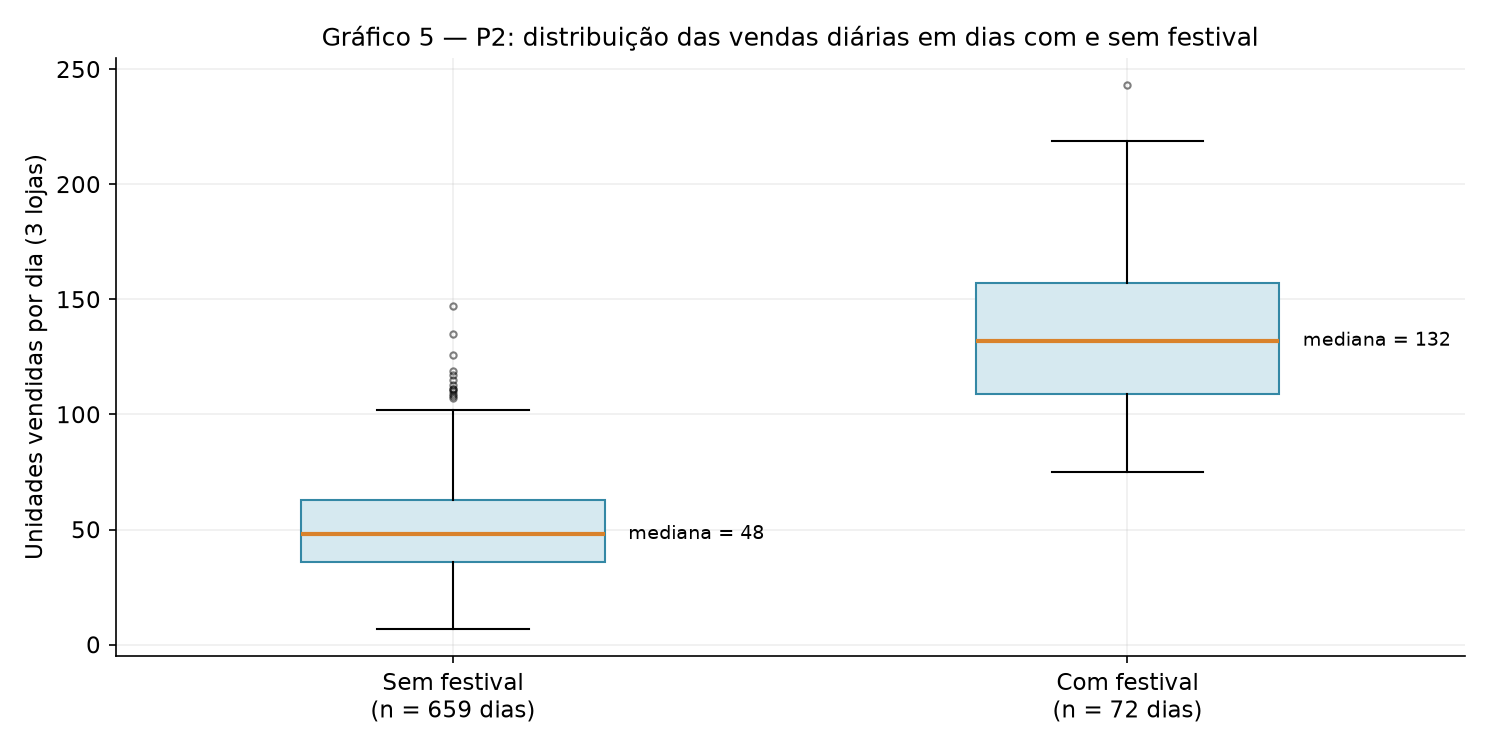 Gráfico 5 — P2: distribuição das vendas diárias em dias com e sem festival
Unidades vendidas por dia (3 lojas)
250
200
150
100
50
0
mediana = 48
mediana = 132
Sem festival
(n = 659 dias)
Com festival
(n = 72 dias)